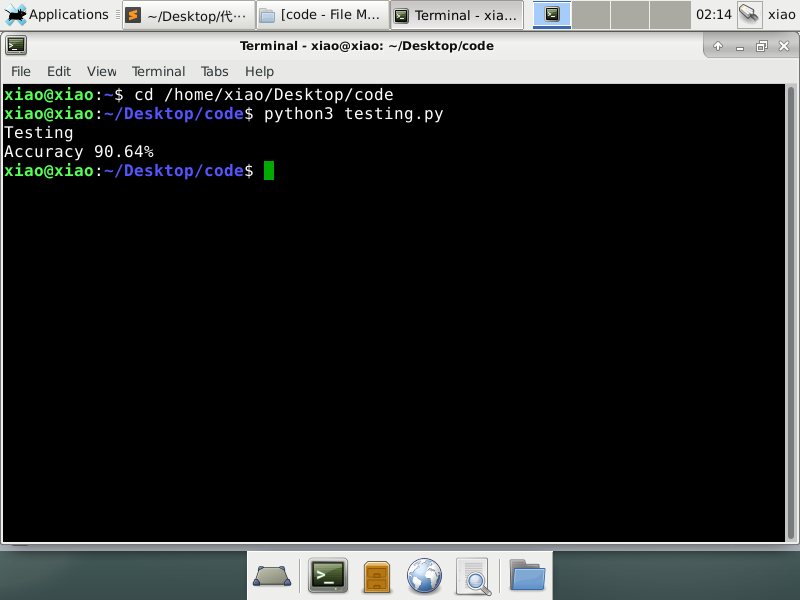 Applications
~/Desktop/代···
[code - File M...
Terminal - xia...
02:14
xiao
Terminal - xiao@xiao: ~/Desktop/code
File Edit View Terminal Tabs Help
xiao@xiao:~$ cd /home/xiao/Desktop/code
xiao@xiao:~/Desktop/code$ python3 testing.py
Testing
Accuracy 90.64%
xiao@xiao:~/Desktop/code$